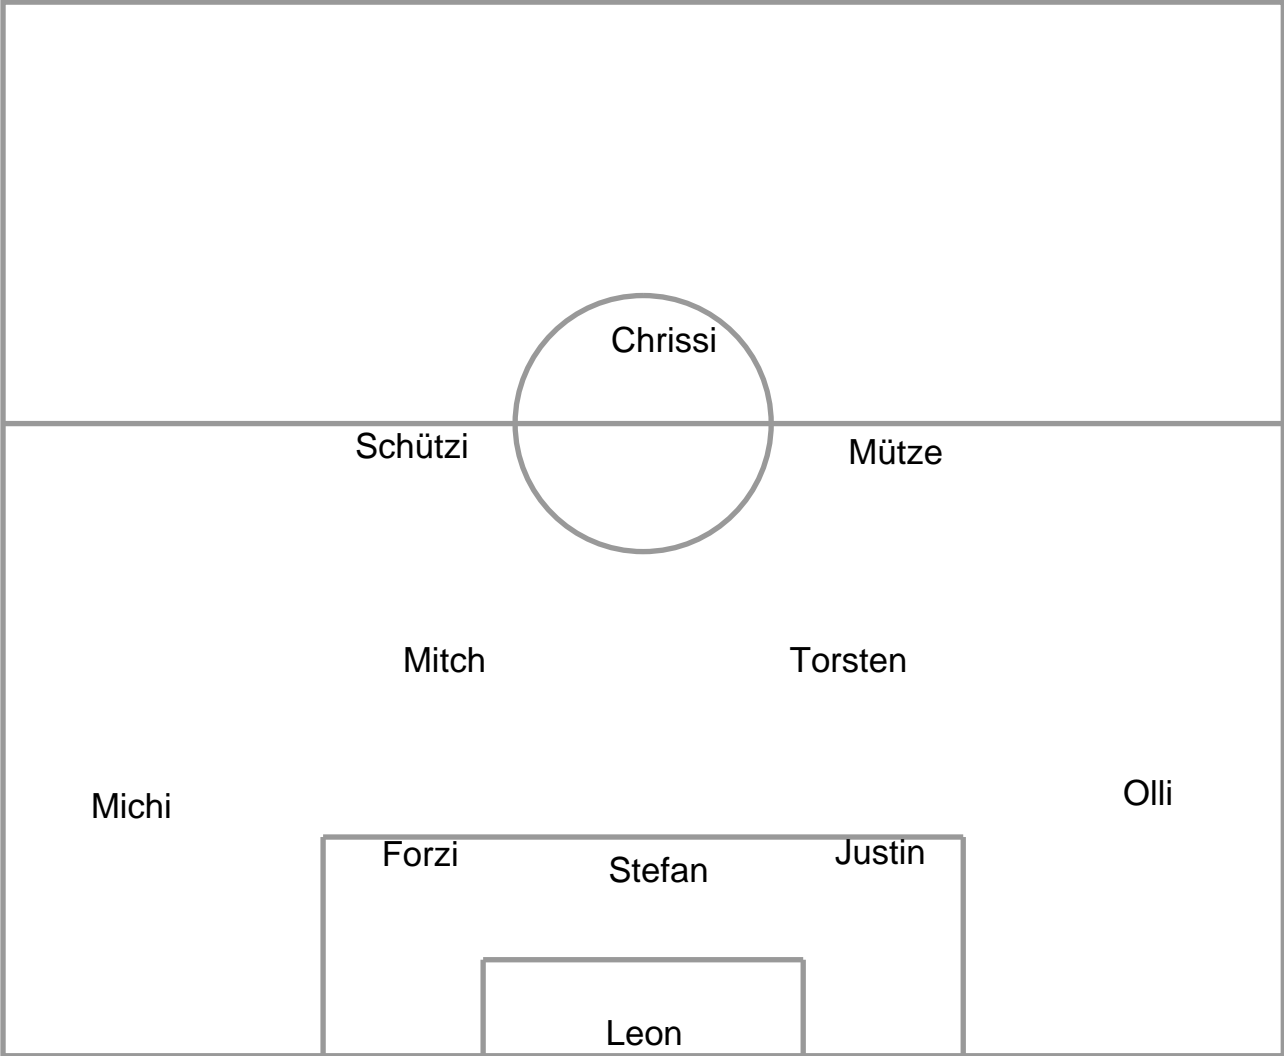 Chrissi
Schützi
Mütze
Mitch
Torsten
Michi
Olli
Forzi
Stefan
Justin
Leon